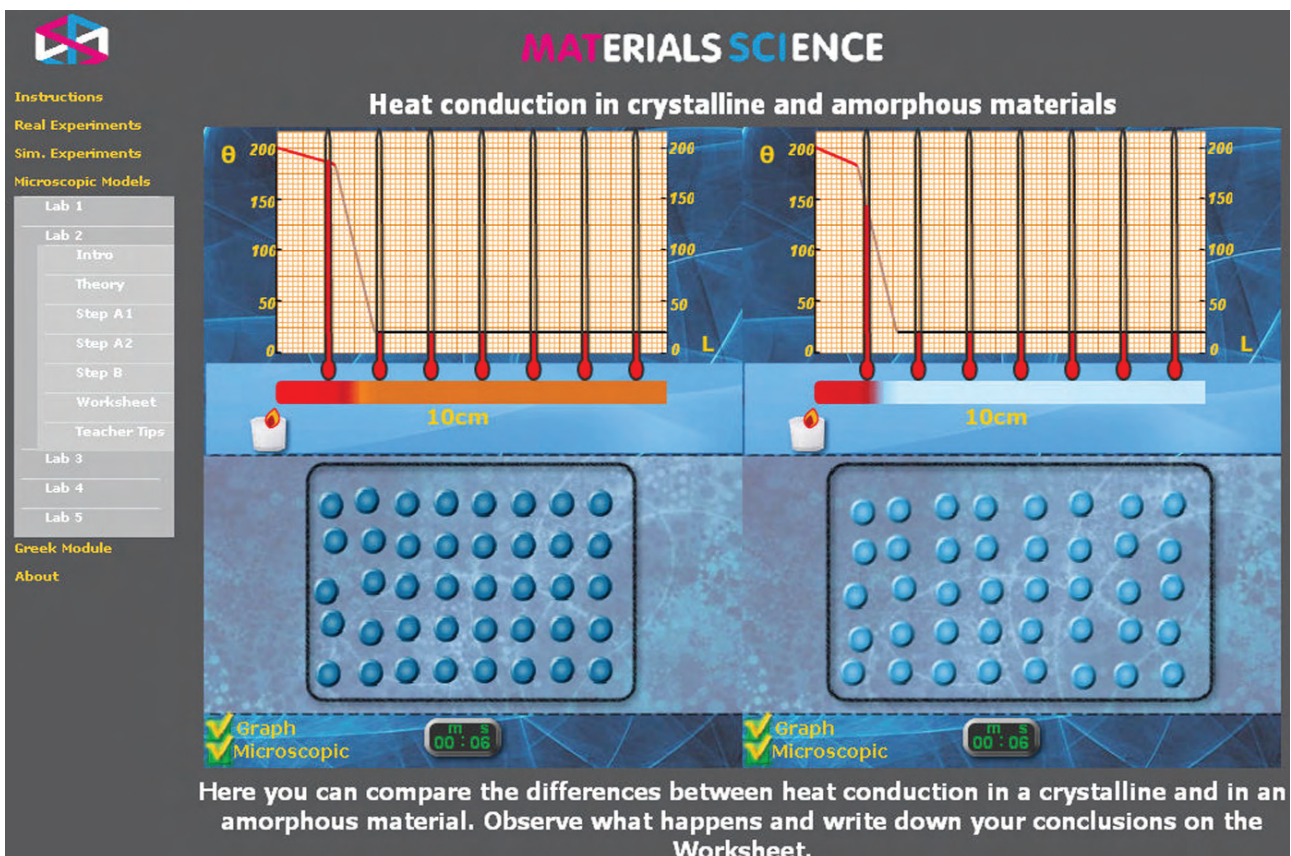 MATERIALS SCIENCE
Instructions
Real Experiments
Sim. Experiments
Microscopic Models
Lab 1
Lab 2
Intro
Theory
Step A1
Step A2
Step B
Worksheet
Teacher Tips
Lab 3
Lab 4
Lab 5
Greek Module
About
Heat conduction in crystalline and amorphous materials
θ 200 200
150 150
100 100
50 50
0 0 L
10cm
Graph
Microscopic
m s
00:06
θ 200 200
150 150
100 100
50 50
0 0 L
10cm
Graph
Microscopic
m s
00:06
Here you can compare the differences between heat conduction in a crystalline and in an
amorphous material. Observe what happens and write down your conclusions on the
Worksheet.